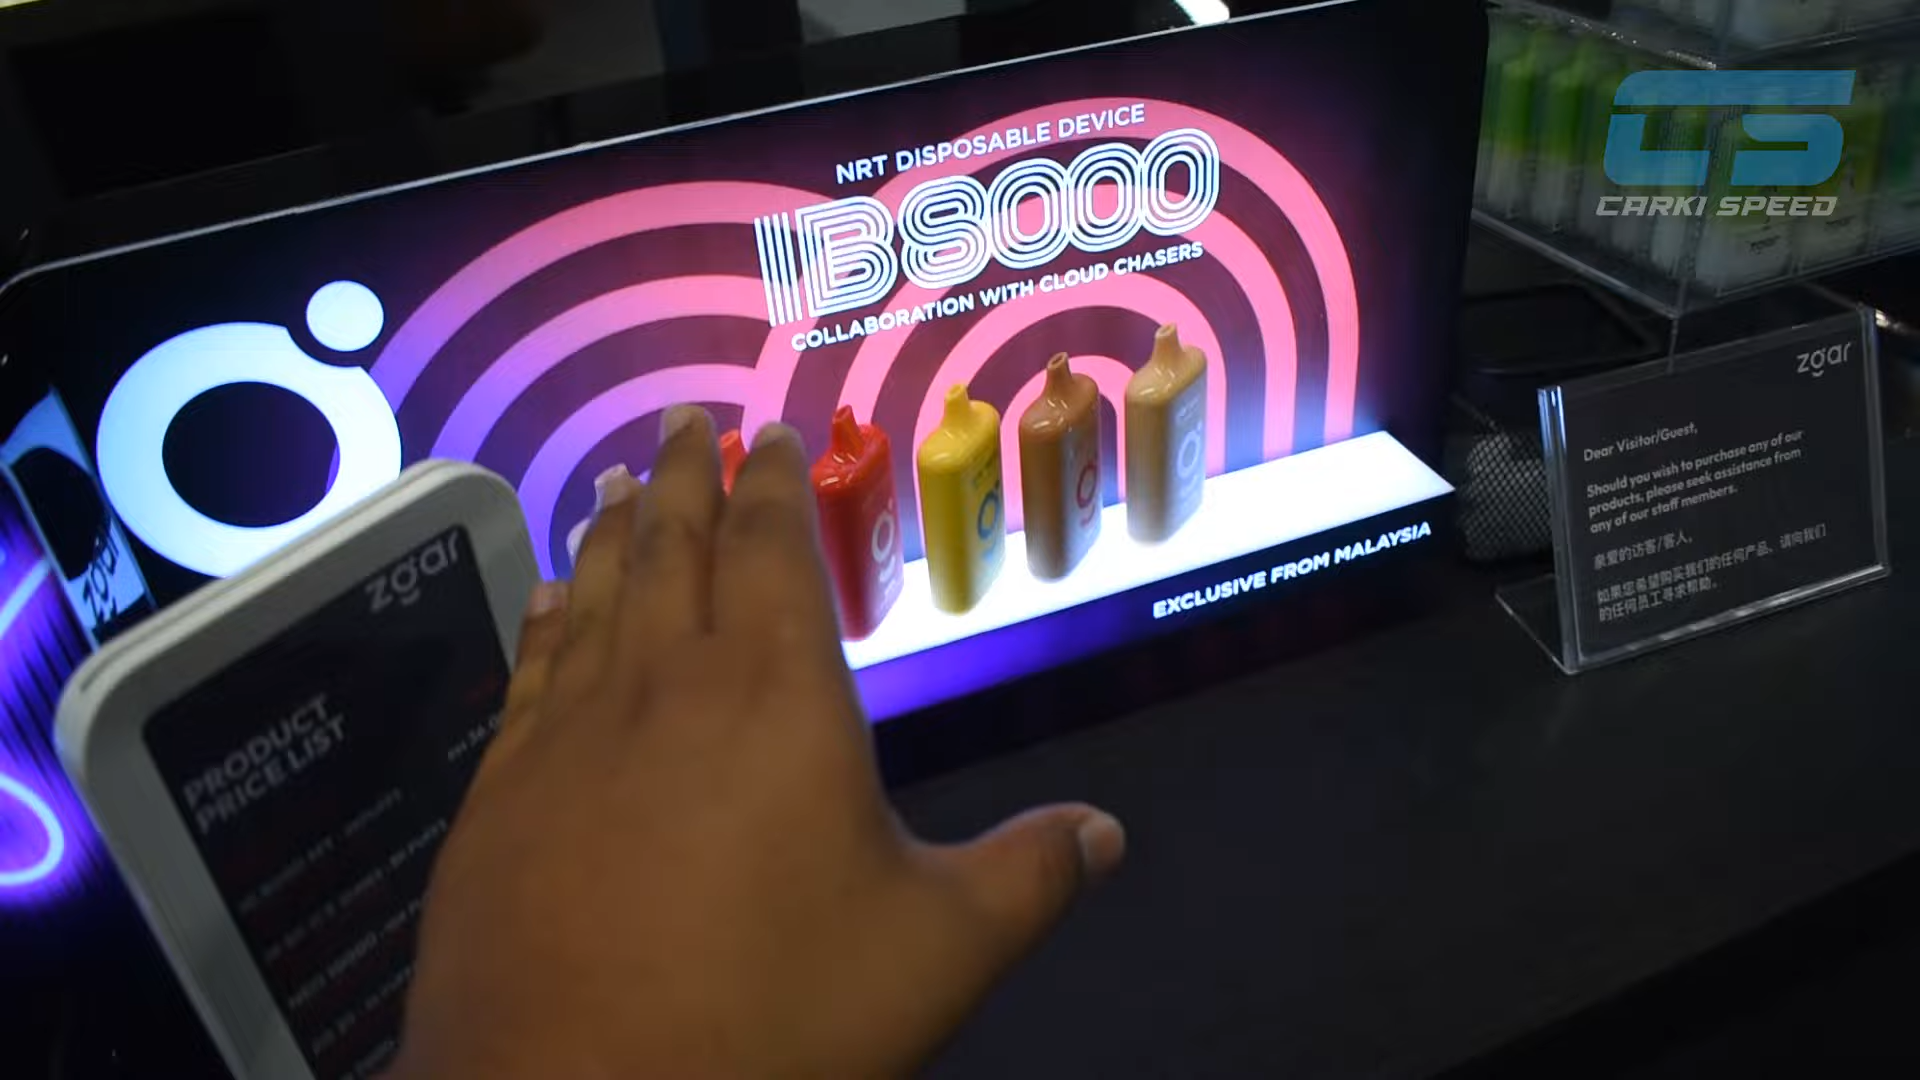 CARKI SPEED
NRT DISPOSABLE DEVICE
IB8000
COLLABORATION WITH CLOUD CHASERS
EXCLUSIVE FROM MALAYSIA
zgar
Dear Visitor/Guest,
Should you wish to purchase any of our
products, please seek assistance from
any of our staff members.
亲爱的访客/客人,
如果您希望购买我们的任何产品、请向我们
的任何员工寻求帮助。
zgar
PRODUCT
PRICE LIST
zgar